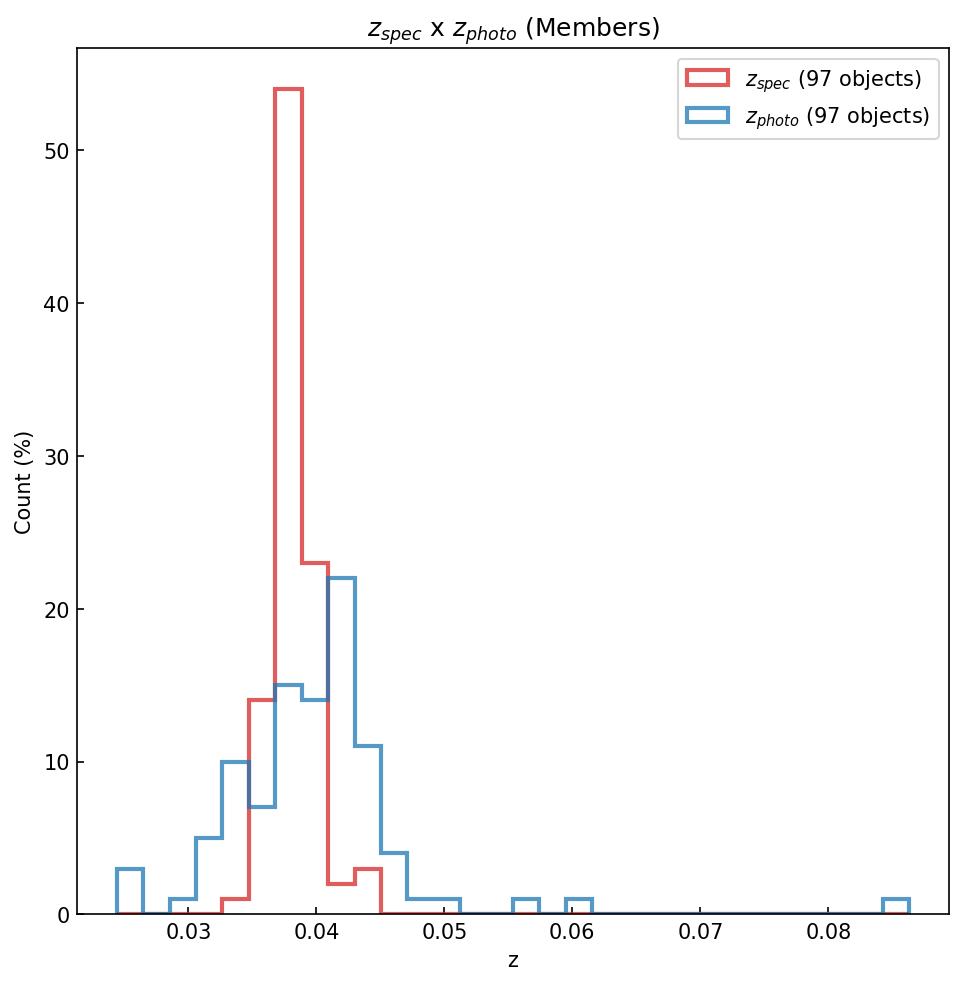 z_spec x z_photo (Members)
z_spec (97 objects)
z_photo (97 objects)
Count (%)
50
40
30
20
10
0
0.03 0.04 0.05 0.06 0.07 0.08
z